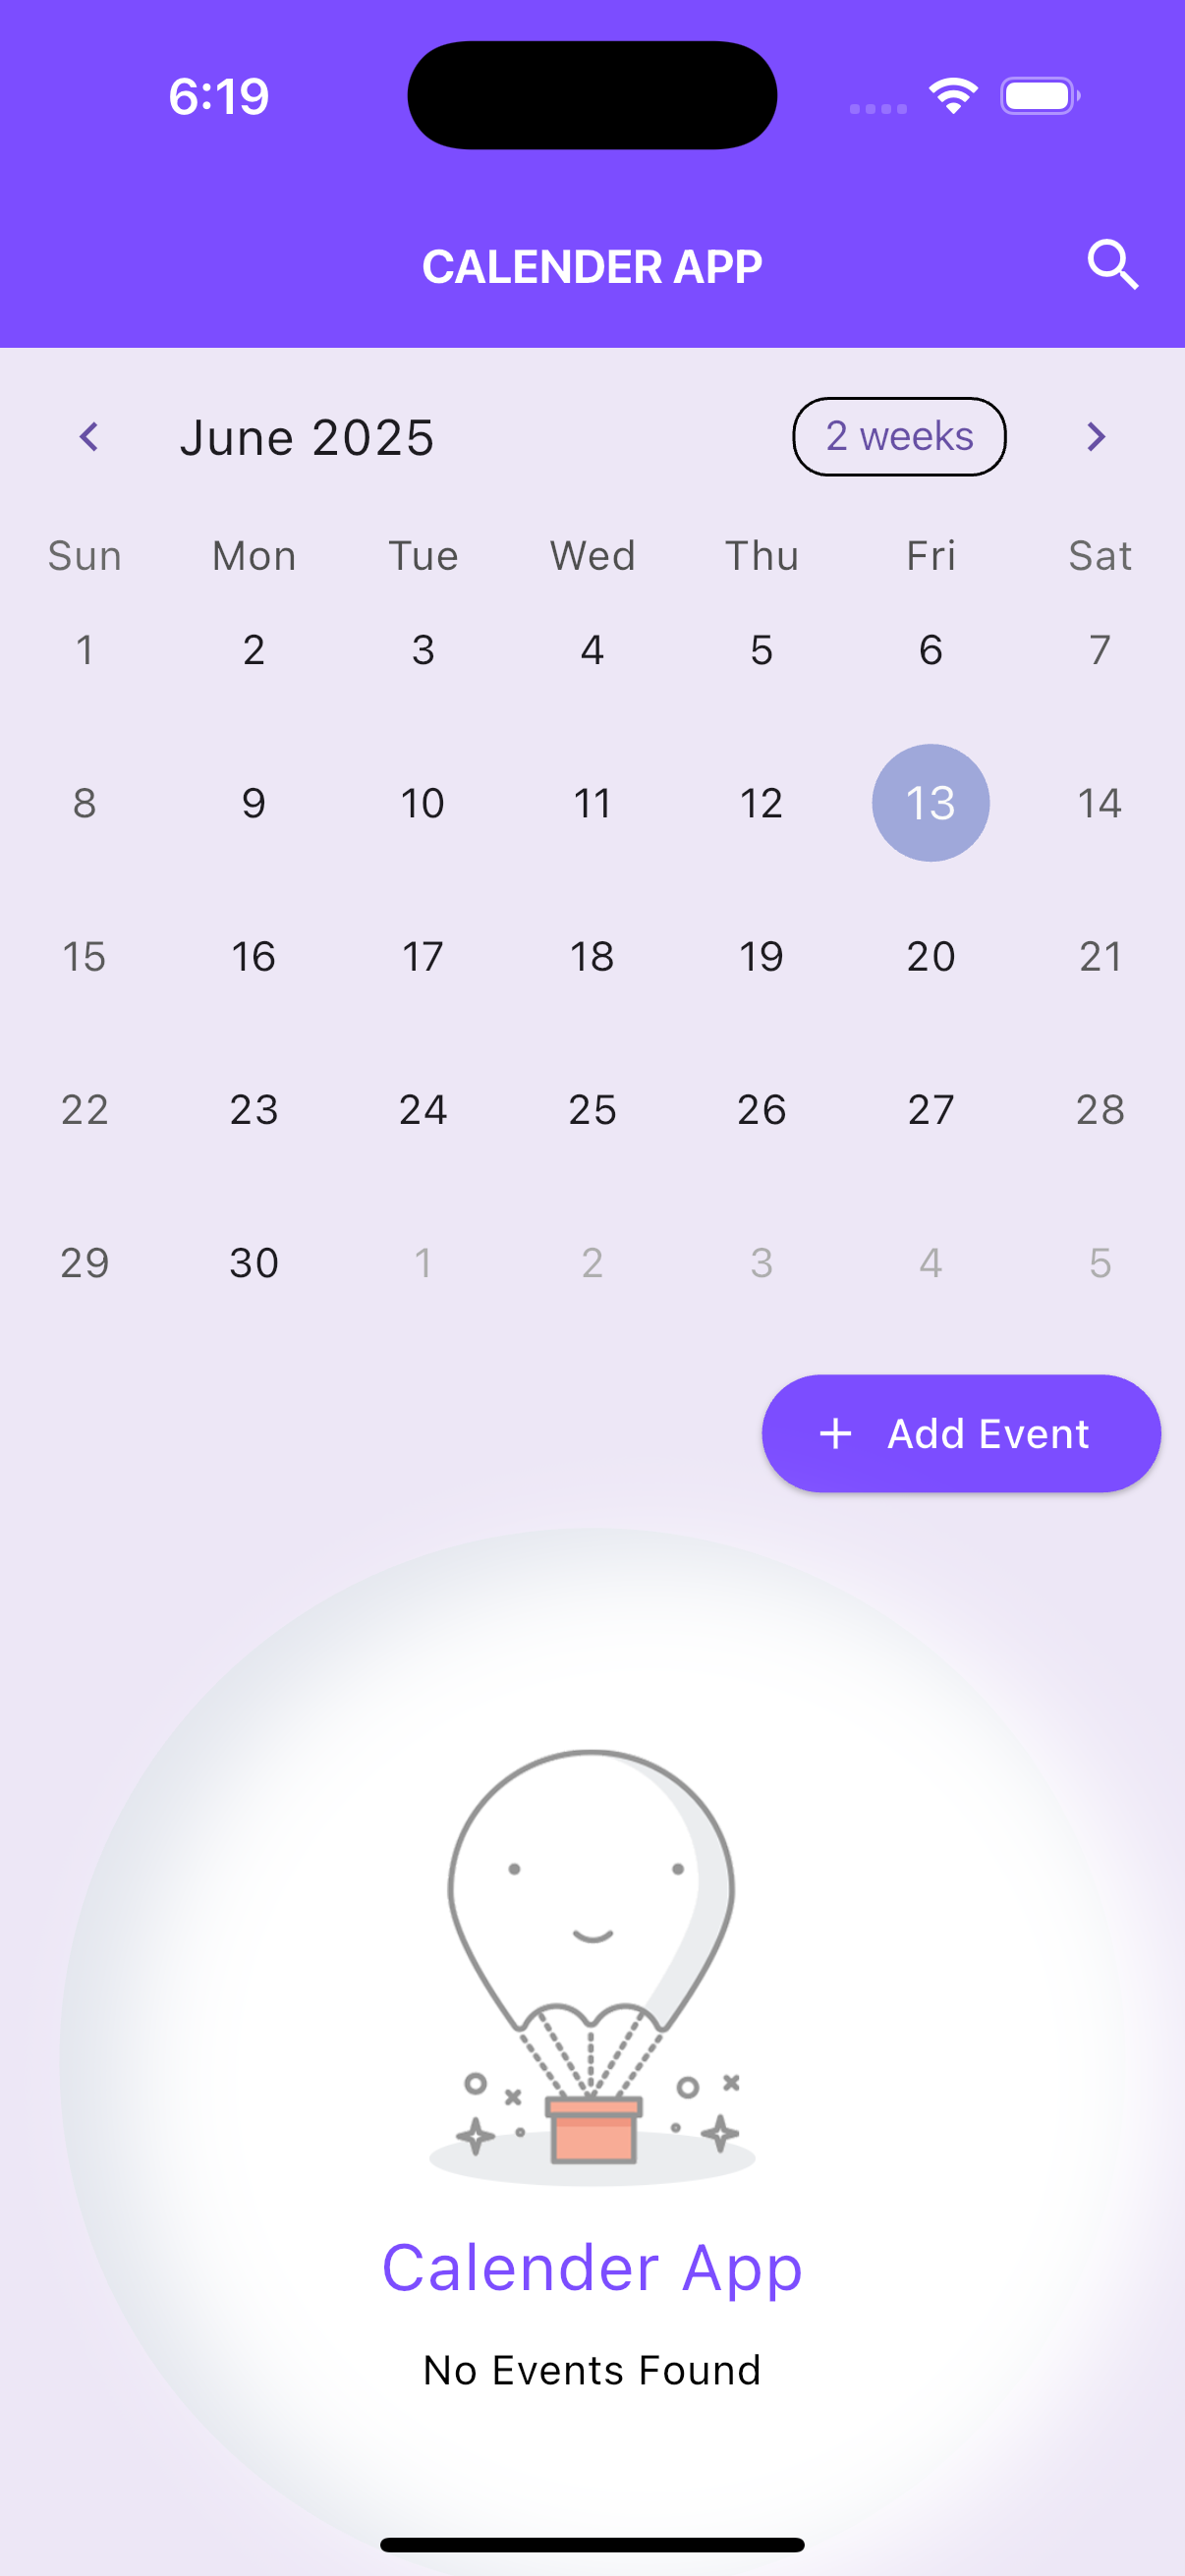 6:19
CALENDER APP
June 2025 2 weeks
Sun Mon Tue Wed Thu Fri Sat
1 2 3 4 5 6 7
8 9 10 11 12 13 14
15 16 17 18 19 20 21
22 23 24 25 26 27 28
29 30 1 2 3 4 5
+ Add Event
Calender App
No Events Found